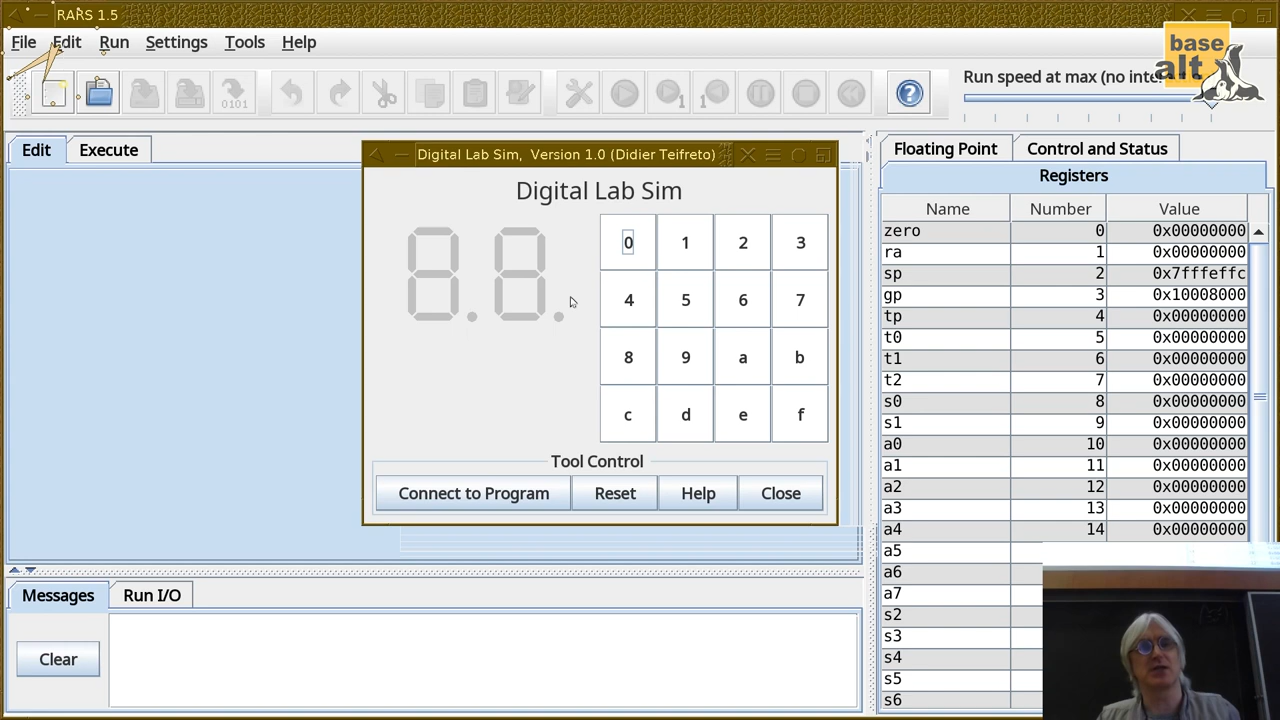 RARS 1.5
File Edit Run Settings Tools Help
base
alt
Run speed at max (no inte
0101
1
1
Edit Execute
Floating Point Control and Status
Registers
Name Number Value
zero 0 0x00000000
ra 1 0x00000000
sp 2 0x7fffeffc
gp 3 0x10008000
tp 4 0x00000000
t0 5 0x00000000
t1 6 0x00000000
t2 7 0x00000000
s0 8 0x00000000
s1 9 0x00000000
a0 10 0x00000000
a1 11 0x00000000
a2 12 0x00000000
a3 13 0x00000000
a4 14 0x00000000
a5
a6
a7
s2
s3
s4
s5
s6
Digital Lab Sim, Version 1.0 (Didier Teifreto)
Digital Lab Sim
8.8.
0 1 2 3
4 5 6 7
8 9 a b
c d e f
Tool Control
Connect to Program Reset Help Close
Messages Run I/O
Clear